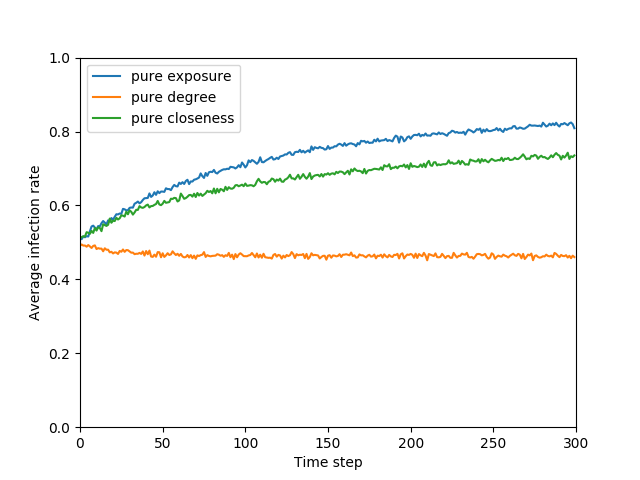 pure exposure
pure degree
pure closeness
Average infection rate
1.0
0.8
0.6
0.4
0.2
0.0
0 50 100 150 200 250 300
Time step